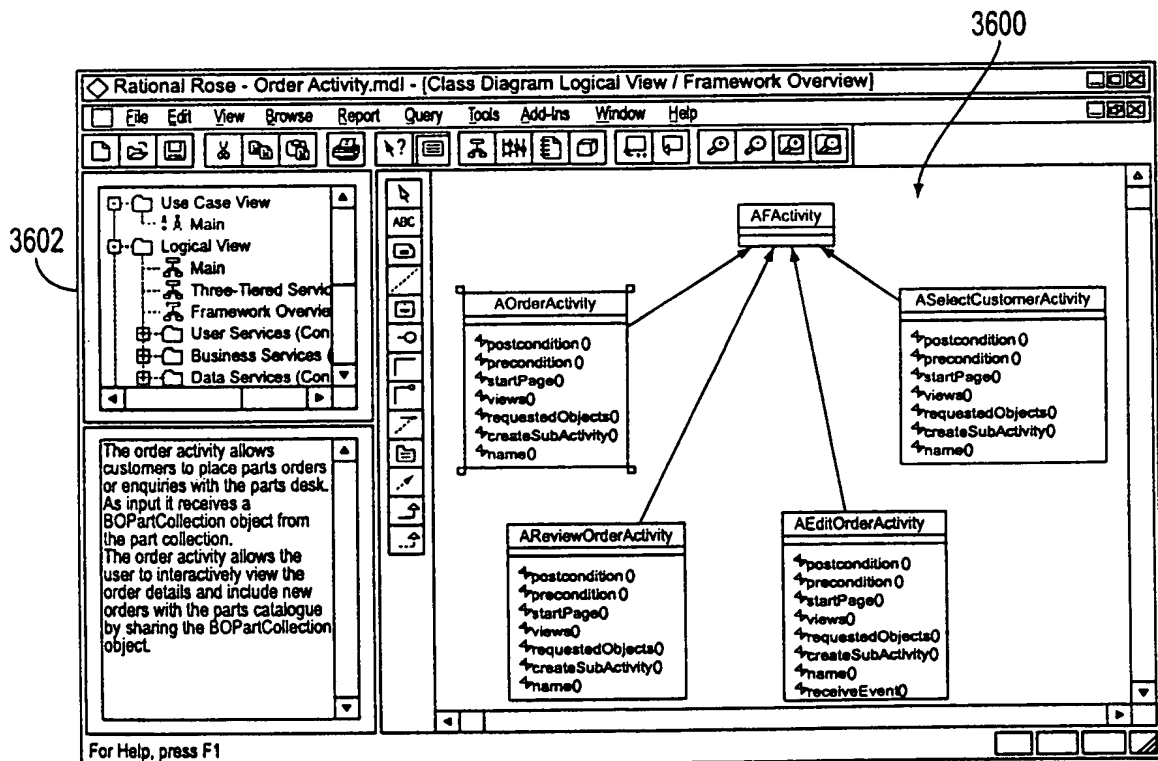 3600
Rational Rose - Order Activity.mdl - [Class Diagram Logical View / Framework Overview]
File Edit View Browse Report Query Tools Add-Ins Window Help
3602
Use Case View
Main
Logical View
Main
Three-Tiered Servic
Framework Overvie
User Services (Con
Business Services (
Data Services (Con
The order activity allows
customers to place parts orders
or enquiries with the parts desk.
As input it receives a
BOPartCollection object from
the part collection.
The order activity allows the
user to interactively view the
order details and include new
orders with the parts catalogue
by sharing the BOPartCollection
object.
ABC
AFActivity
AOrderActivity
postcondition()
precondition()
startPage()
views()
requestedObjects()
createSubActivity()
name()
ASelectCustomerActivity
postcondition()
precondition()
startPage()
views()
requestedObjects()
createSubActivity()
name()
AReviewOrderActivity
postcondition()
precondition()
startPage()
views()
requestedObjects()
createSubActivity()
name()
AEditOrderActivity
postcondition()
precondition()
startPage()
views()
requestedObjects()
createSubActivity()
name()
receiveEvent()
For Help, press F1